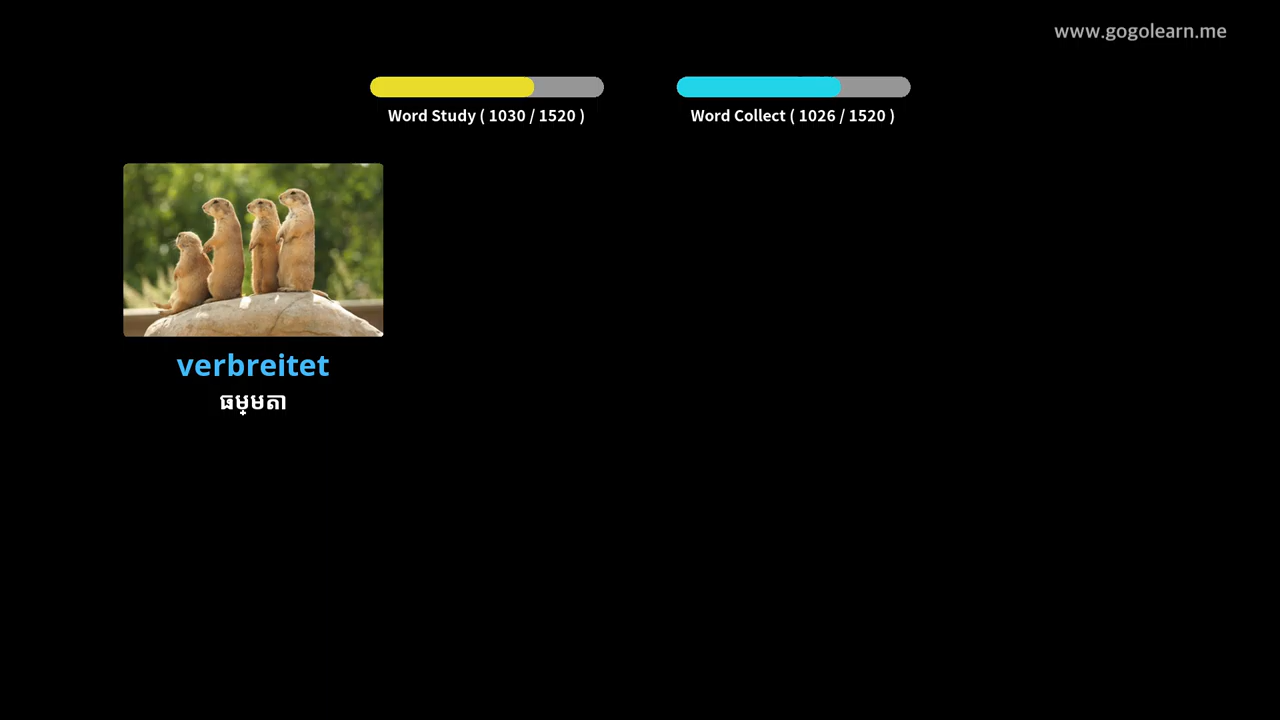 www.gogolearn.me
Word Study ( 1030 / 1520 )
Word Collect ( 1026 / 1520 )
verbreitet
ធម្មតា